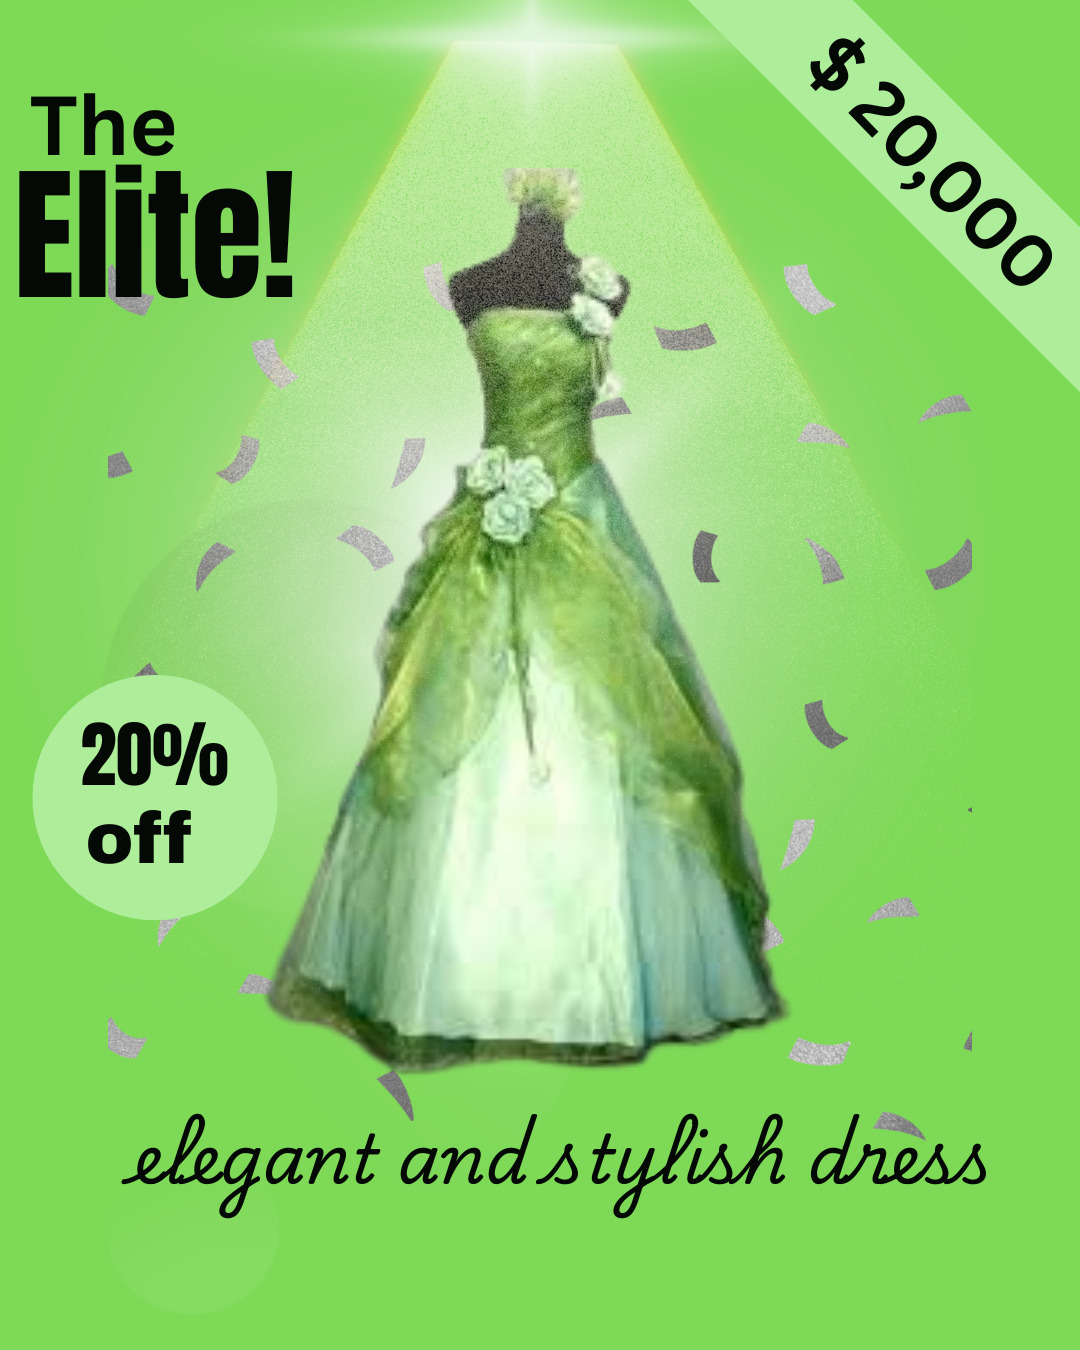 The
Elite!
$ 20,000
20%
off
elegant and stylish dress